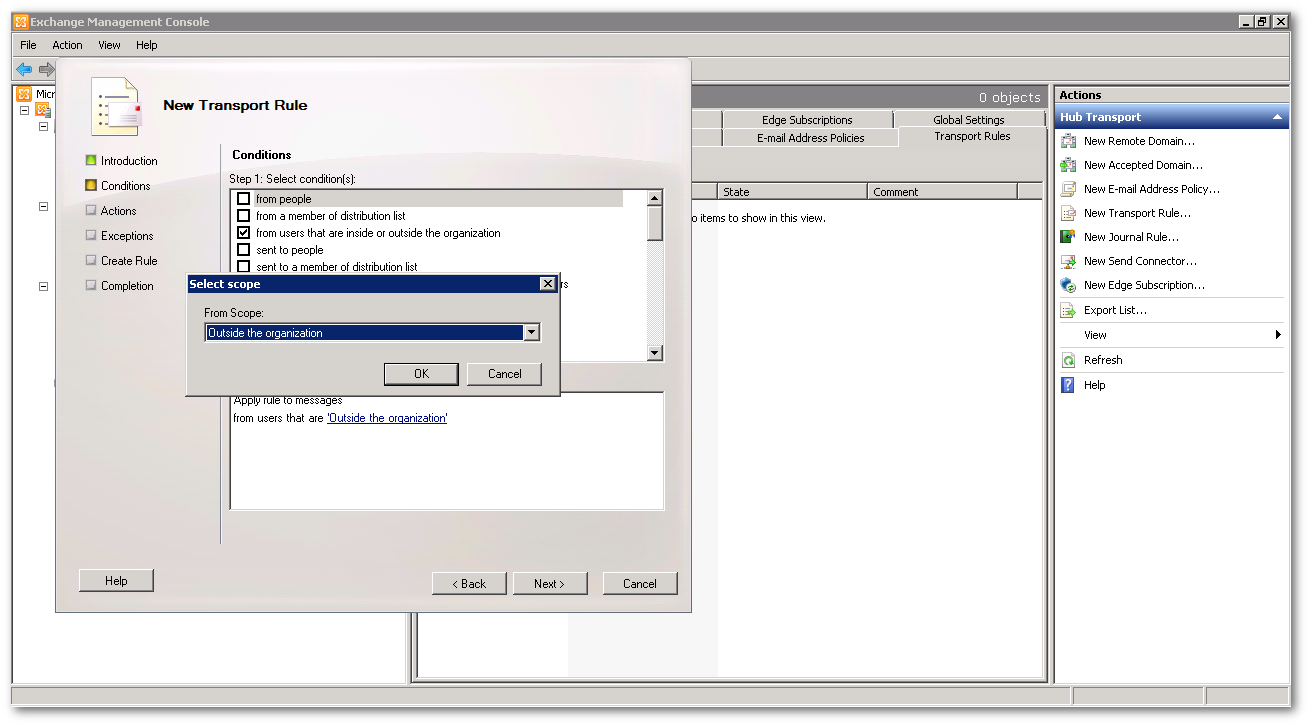 Exchange Management Console
File Action View Help
Micr
New Transport Rule
Introduction
Conditions
Actions
Exceptions
Create Rule
Completion
Conditions
Step 1: Select condition(s):
from people
from a member of distribution list
from users that are inside or outside the organization
sent to people
sent to a member of distribution list
rs
Select scope
From Scope:
Outside the organization
OK Cancel
Apply rule to messages
from users that are 'Outside the organization'
Help
< Back Next > Cancel
0 objects
Edge Subscriptions Global Settings
E-mail Address Policies Transport Rules
State Comment
o items to show in this view.
Actions
Hub Transport
New Remote Domain...
New Accepted Domain...
New E-mail Address Policy...
New Transport Rule...
New Journal Rule...
New Send Connector...
New Edge Subscription...
Export List...
View
Refresh
Help